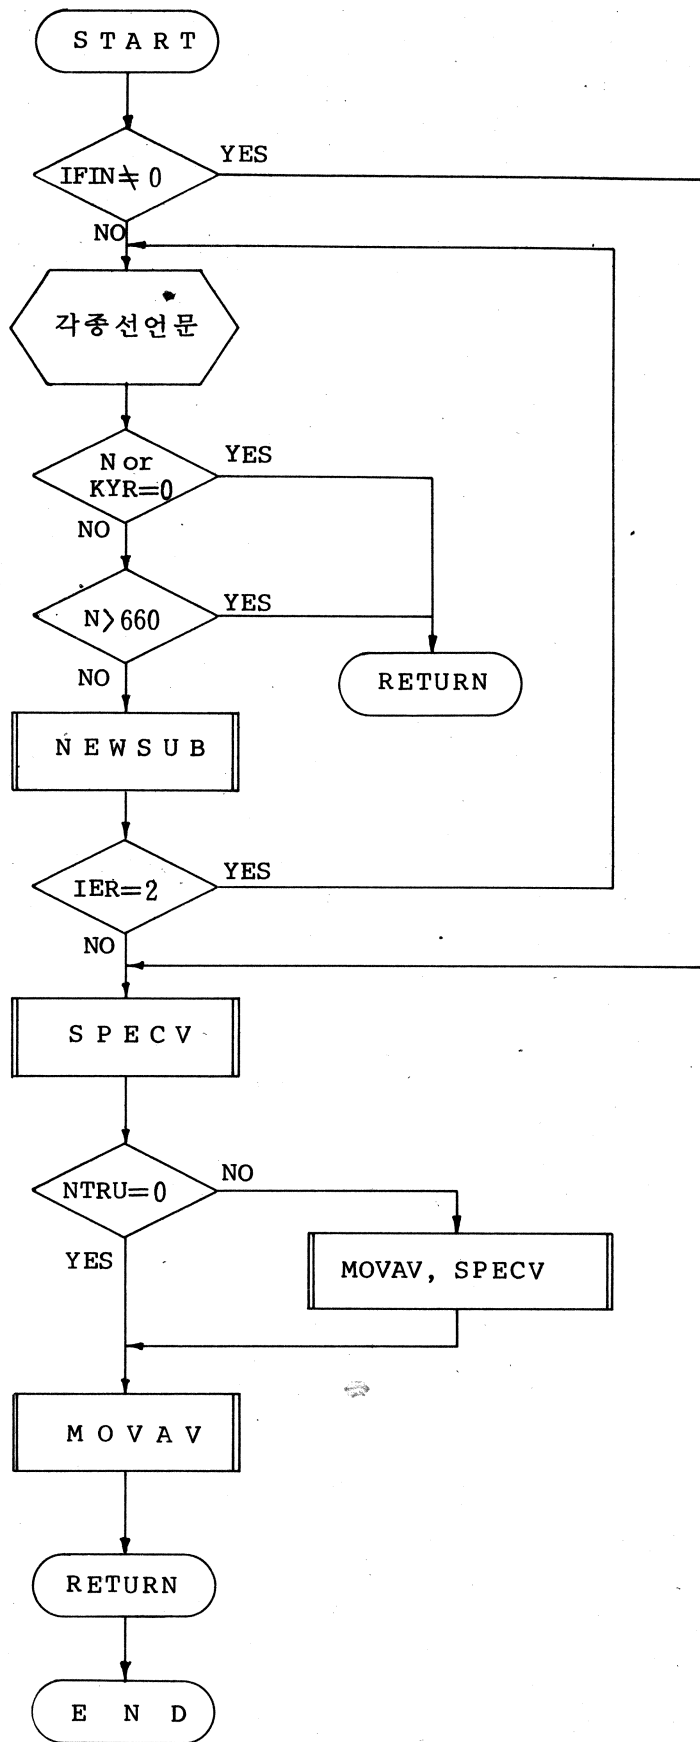 START
IFIN≠0
YES
NO
각종선언문
N or
KYR=0
YES
NO
N>660
YES
NO
RETURN
NEWSUB
IER=2
YES
NO
SPECV
NTRU=0
NO
YES
MOVAV, SPECV
MOVAV
RETURN
END